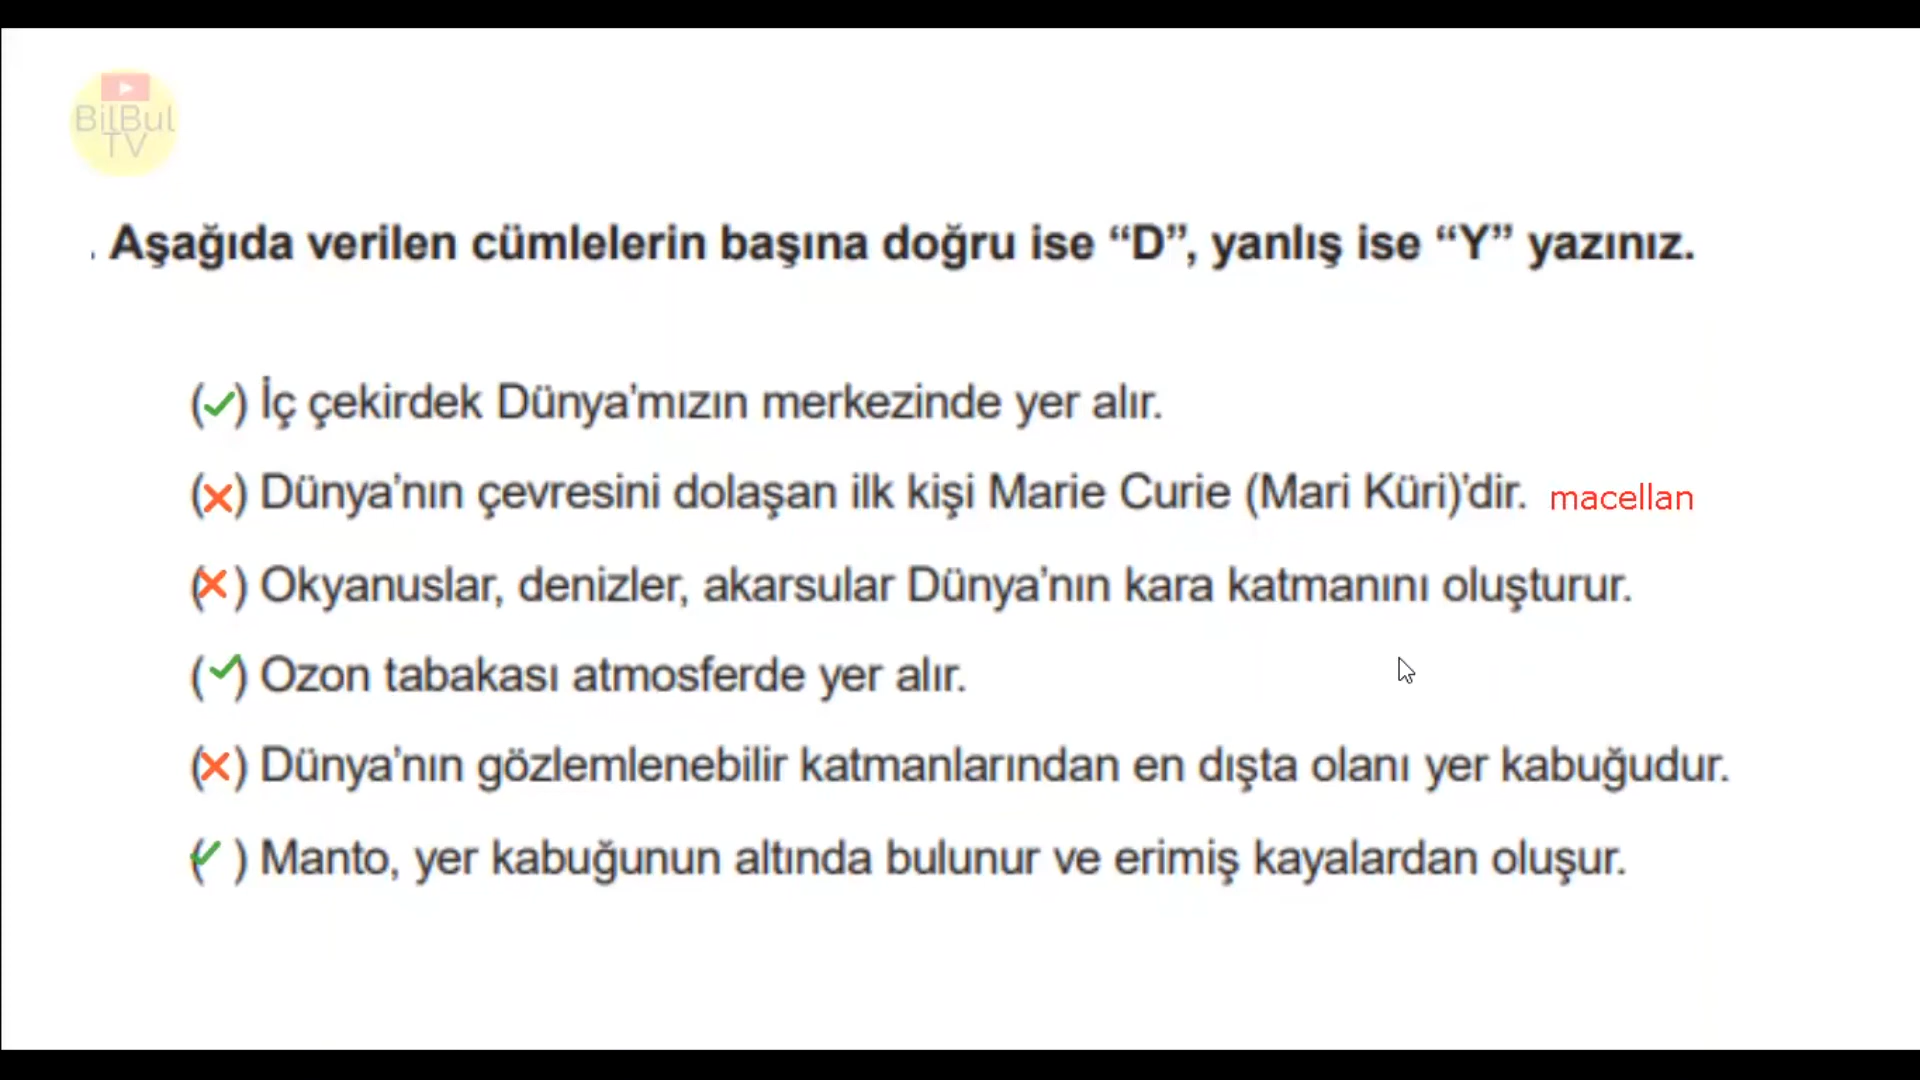 BilBul
TV
. Aşağıda verilen cümlelerin başına doğru ise “D”, yanlış ise “Y” yazınız.
(✓) İç çekirdek Dünya’mızın merkezinde yer alır.
(✗) Dünya’nın çevresini dolaşan ilk kişi Marie Curie (Mari Küri)’dir. macellan
(✗) Okyanuslar, denizler, akarsular Dünya’nın kara katmanını oluşturur.
(✓) Ozon tabakası atmosferde yer alır.
(✗) Dünya’nın gözlemlenebilir katmanlarından en dışta olanı yer kabuğudur.
(✓) Manto, yer kabuğunun altında bulunur ve erimiş kayalardan oluşur.